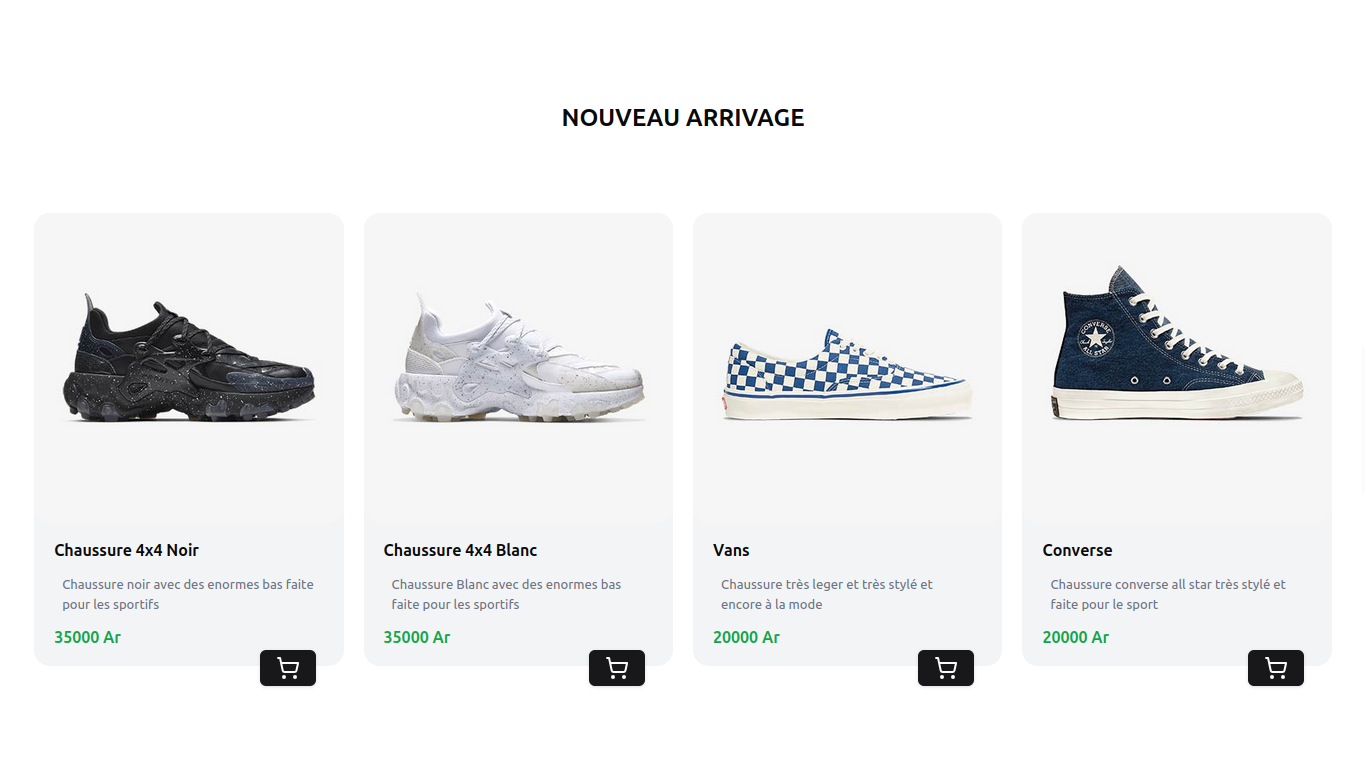 NOUVEAU ARRIVAGE
CONVERSE
ALL STAR
Chaussure 4x4 Noir
Chaussure noir avec des enormes bas faite
pour les sportifs
35000 Ar
Chaussure 4x4 Blanc
Chaussure Blanc avec des enormes bas
faite pour les sportifs
35000 Ar
Vans
Chaussure très leger et très stylé et
encore à la mode
20000 Ar
Converse
Chaussure converse all star très stylé et
faite pour le sport
20000 Ar